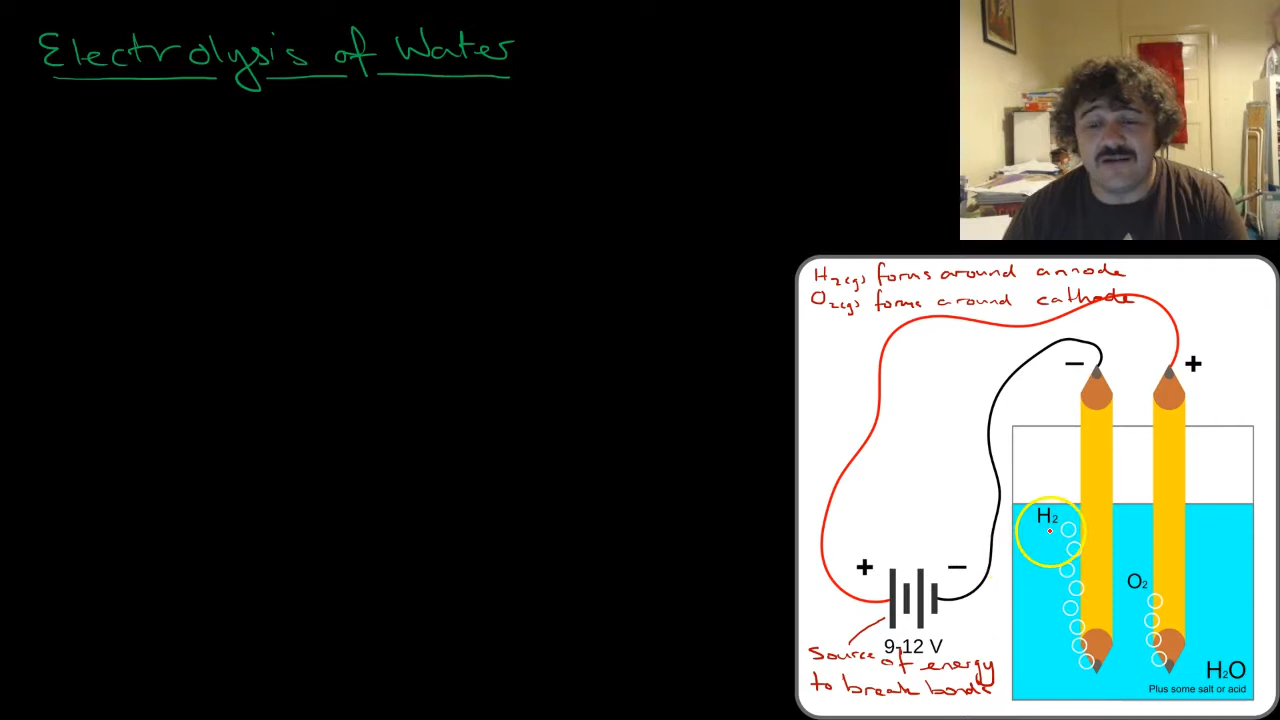 Electrolysis of Water
H2(g) forms around annode
O2(g) forms around cathode
− +
H2
+ −
O2
9-12 V
Source of energy
to break bonds
H2O
Plus some salt or acid